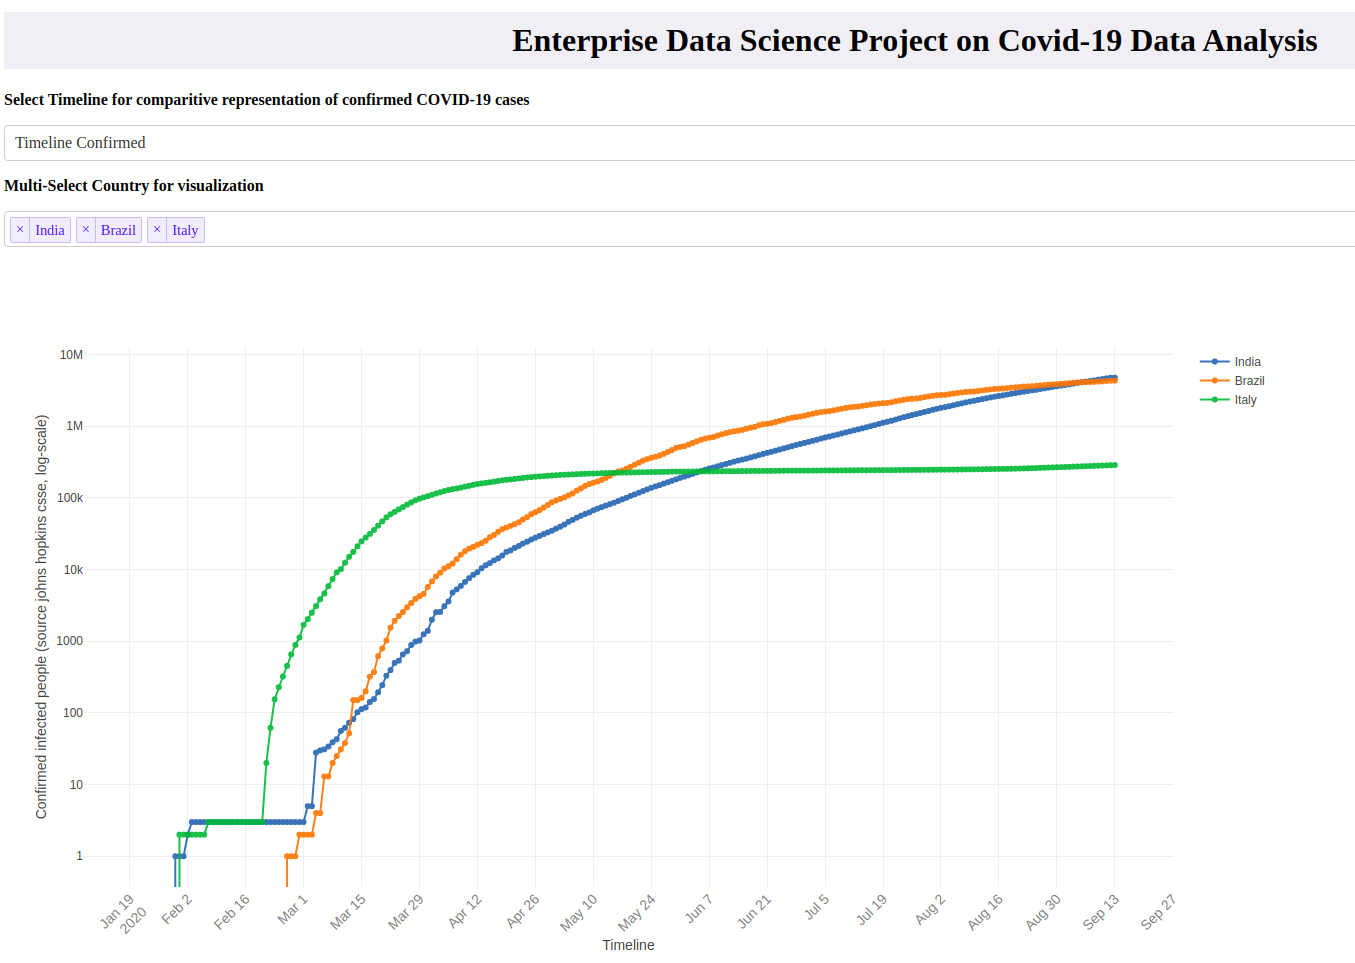 Enterprise Data Science Project on Covid-19 Data Analysis
Select Timeline for comparitive representation of confirmed COVID-19 cases
Timeline Confirmed
Multi-Select Country for visualization
× India × Brazil × Italy
10M
1M
100k
10k
1000
100
10
1
Confirmed infected people (source johns hopkins csse, log-scale)
India
Brazil
Italy
Jan 19
2020
Feb 2
Feb 16
Mar 1
Mar 15
Mar 29
Apr 12
Apr 26
May 10
May 24
Jun 7
Jun 21
Jul 5
Jul 19
Aug 2
Aug 16
Aug 30
Sep 13
Sep 27
Timeline